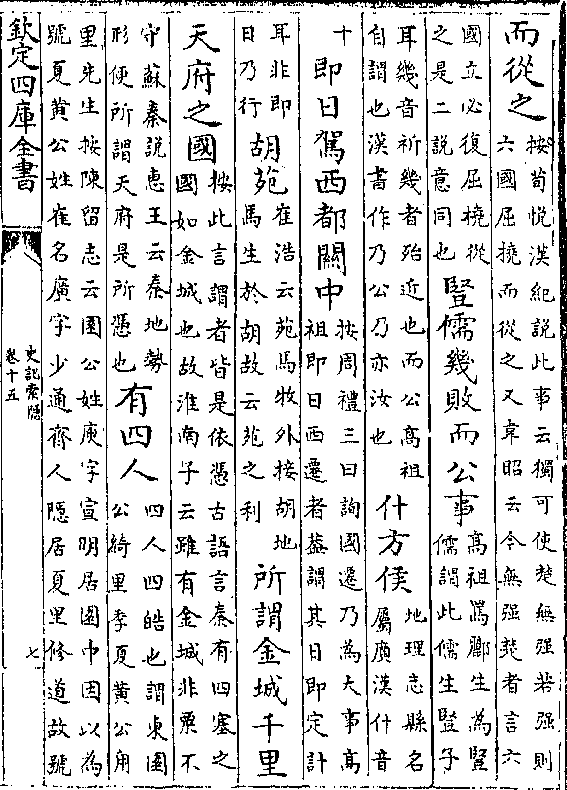 而從之
按荀悅漢紀說此事云獨可使楚無强若强則
六國屈撓而從之又韋昭云今無强楚者言六
國立必復屈撓從
之是二說意同也
豎儒幾敗而公事
高祖罵酈生為豎
儒謂此儒生豎子
耳幾音祈幾者殆近也而公高祖
自謂也漢書作乃公乃亦汝也
什方侯
地理志縣名
屬廣漢什音
十
即日駕西都關中
按周禮三曰詢國遷乃為大事高
祖即日西遷者葢謂其日即定計
耳非即
日乃行
胡苑
崔浩云苑馬牧外接胡地
馬生於胡故云苑之利
所謂金城千里
天府之國
按此言謂者皆是依憑古語言秦有四塞之
國如金城也故淮南子云雖有金城非粟不
守蘇秦說惠王云秦地勢
形便所謂天府是所憑也
有四人
四人四皓也謂東園
公綺里季夏黃公甪
里先生按陳留志云園公姓庾字宣明居園中因以為
號夏黃公姓崔名廣字少通齊人隱居夏里修道故號
欽定四庫全書
史記索隱
卷十五
七